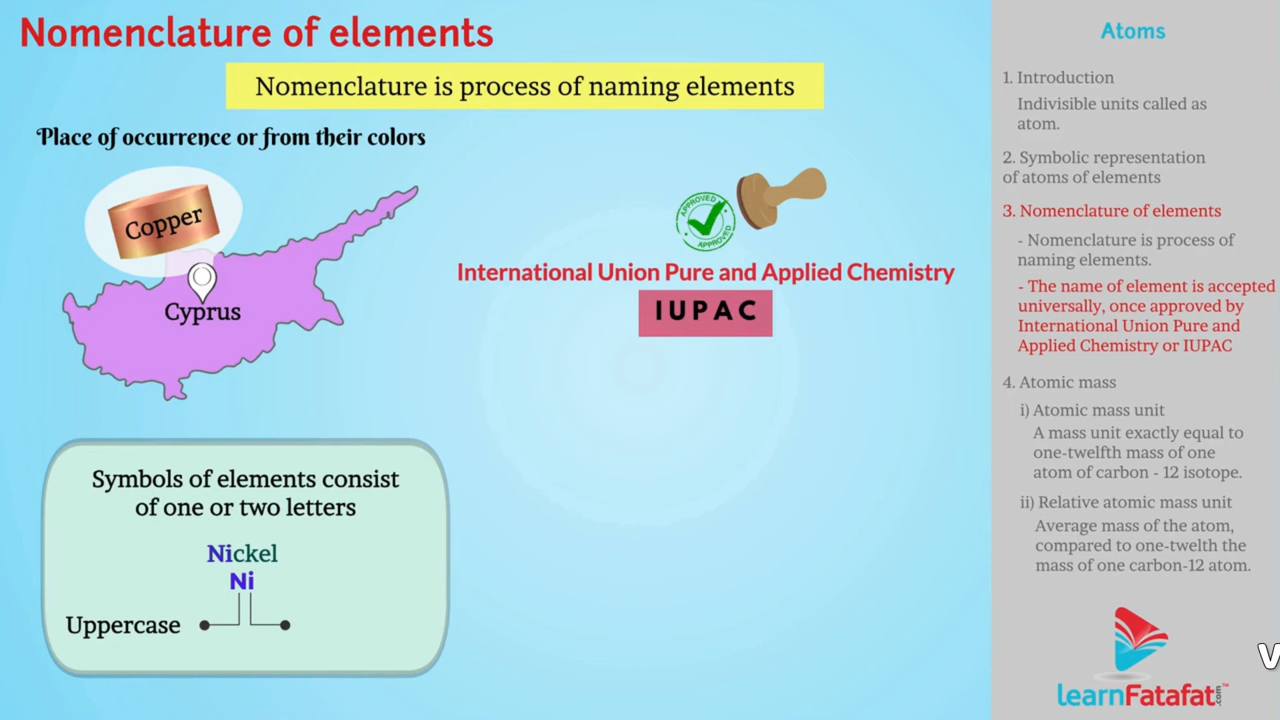 Nomenclature of elements
Nomenclature is process of naming elements
Place of occurrence or from their colors
Copper
Cyprus
APPROVED
APPROVED
International Union Pure and Applied Chemistry
IUPAC
Symbols of elements consist
of one or two letters
Nickel
Ni
Uppercase
Atoms
1. Introduction
Indivisible units called as
atom.
2. Symbolic representation
of atoms of elements
3. Nomenclature of elements
- Nomenclature is process of
naming elements.
- The name of element is accepted
universally, once approved by
International Union Pure and
Applied Chemistry or IUPAC
4. Atomic mass
i) Atomic mass unit
A mass unit exactly equal to
one-twelfth mass of one
atom of carbon - 12 isotope.
ii) Relative atomic mass unit
Average mass of the atom,
compared to one-twelth the
mass of one carbon-12 atom.
learnFatafat.com™
V